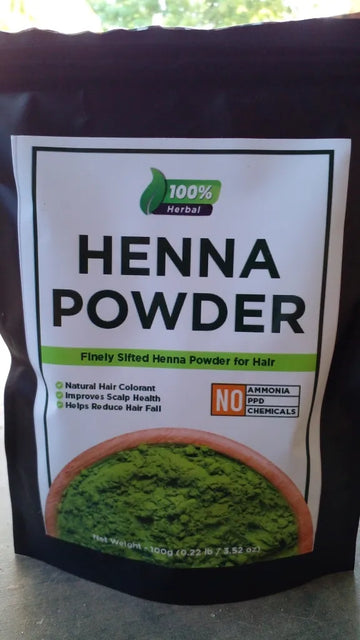 100%
Herbal
HENNA
POWDER
Finely Sifted Henna Powder for Hair
Natural Hair Colorant
Improves Scalp Health
Helps Reduce Hair Fall
NO
AMMONIA
PPD
CHEMICALS
Net Weight - 100g (0.22 lb / 3.52 oz)